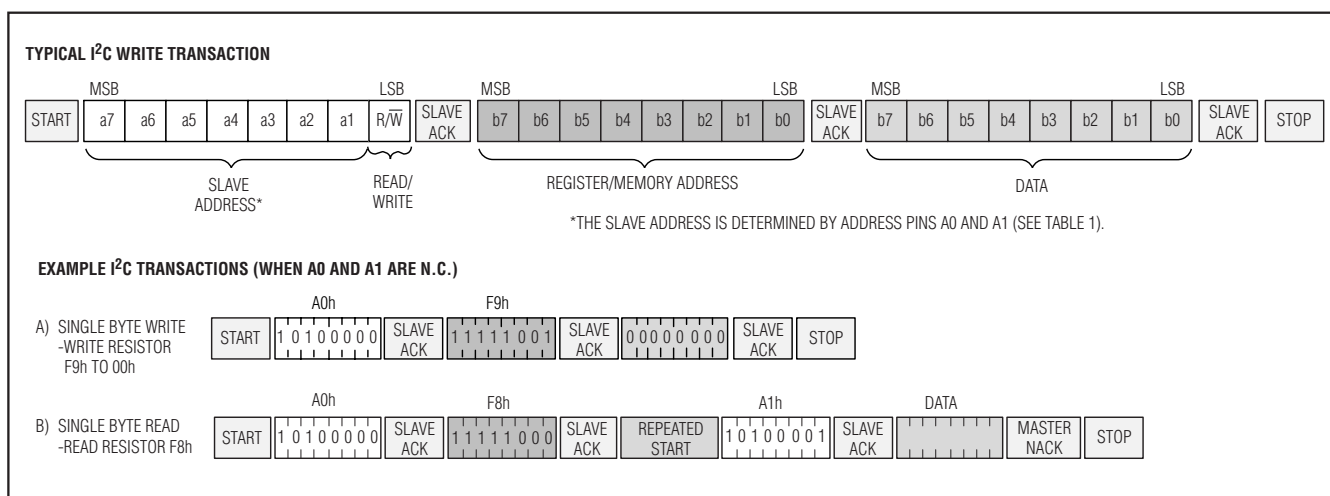 TYPICAL I2C WRITE TRANSACTION
MSB LSB MSB LSB MSB LSB
START a7 a6 a5 a4 a3 a2 a1 R/W̅ SLAVE ACK b7 b6 b5 b4 b3 b2 b1 b0 SLAVE ACK b7 b6 b5 b4 b3 b2 b1 b0 SLAVE ACK STOP
SLAVE ADDRESS* READ/WRITE REGISTER/MEMORY ADDRESS DATA
*THE SLAVE ADDRESS IS DETERMINED BY ADDRESS PINS A0 AND A1 (SEE TABLE 1).
EXAMPLE I2C TRANSACTIONS (WHEN A0 AND A1 ARE N.C.)
A0h F9h
A) SINGLE BYTE WRITE
-WRITE RESISTOR
F9h TO 00h
START 1 0 1 0 0 0 0 0 SLAVE ACK 1 1 1 1 1 0 0 1 SLAVE ACK 0 0 0 0 0 0 0 0 SLAVE ACK STOP
A0h F8h A1h DATA
B) SINGLE BYTE READ
-READ RESISTOR F8h
START 1 0 1 0 0 0 0 0 SLAVE ACK 1 1 1 1 1 0 0 0 SLAVE ACK REPEATED START 1 0 1 0 0 0 0 1 SLAVE ACK MASTER NACK STOP